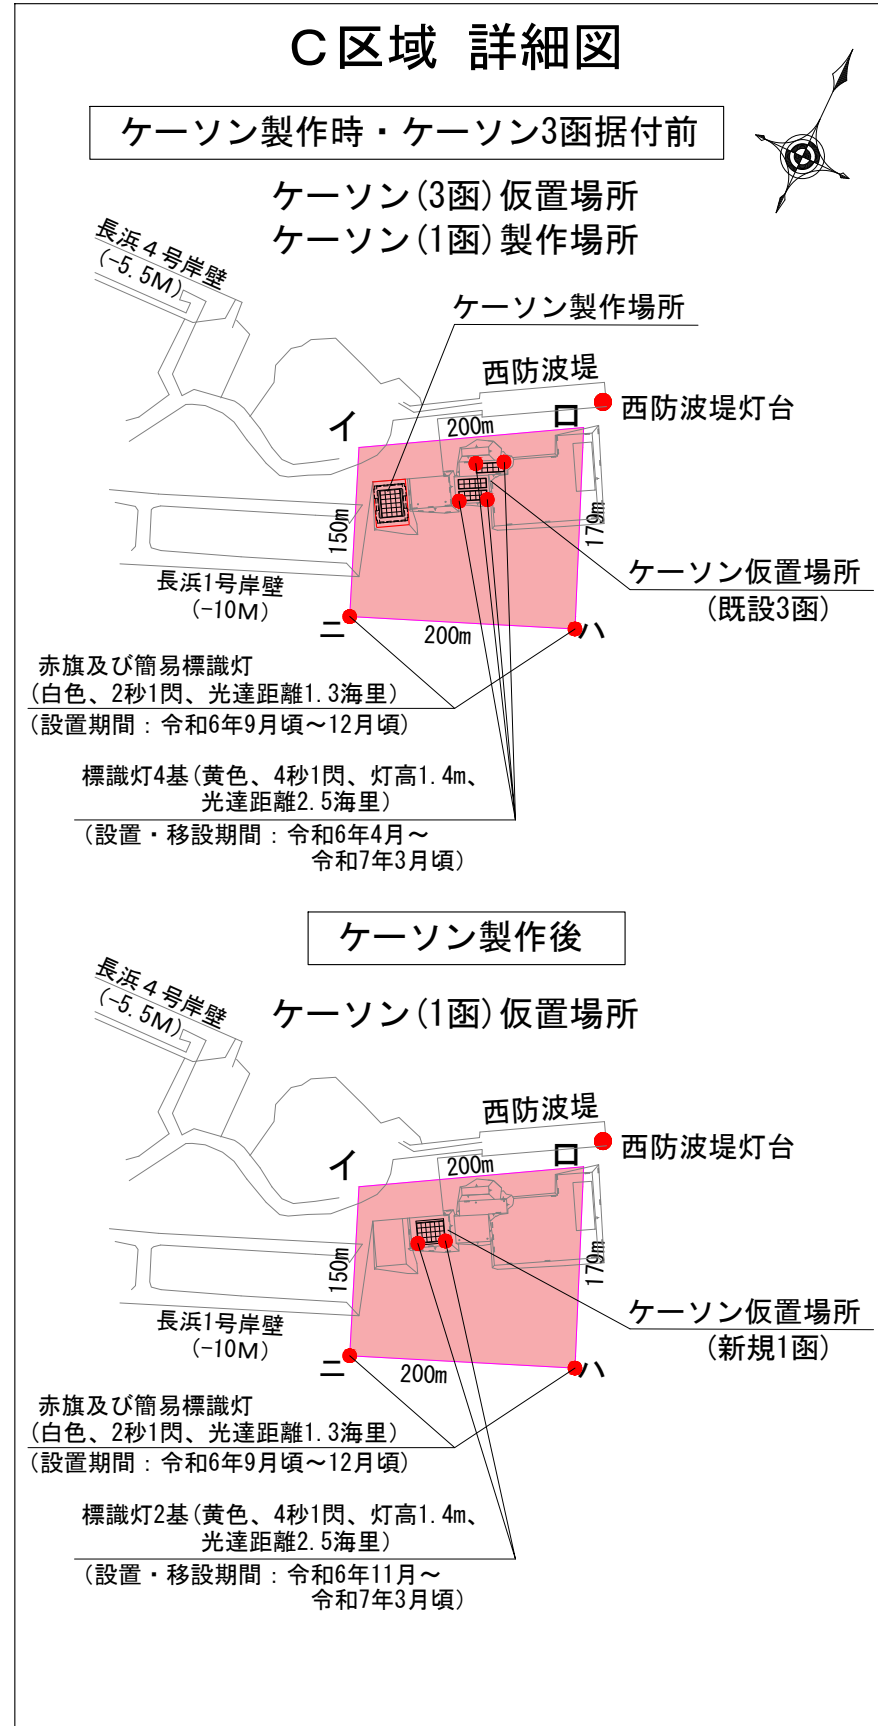 C区域 詳細図
ケーソン製作時・ケーソン3函据付前
ケーソン(3函)仮置場所
ケーソン(1函)製作場所
長浜4号岸壁
(-5.5M)
ケーソン製作場所
西防波堤
西防波堤灯台
イ
ロ
200m
150m
179m
長浜1号岸壁
(-10M)
ケーソン仮置場所
(既設3函)
ニ
ハ
200m
赤旗及び簡易標識灯
(白色、2秒1閃、光達距離1.3海里)
(設置期間：令和6年9月頃～12月頃)
標識灯4基(黄色、4秒1閃、灯高1.4m、
光達距離2.5海里)
(設置・移設期間：令和6年4月～
令和7年3月頃)
ケーソン製作後
長浜4号岸壁
(-5.5M)
ケーソン(1函)仮置場所
西防波堤
西防波堤灯台
イ
ロ
200m
150m
179m
長浜1号岸壁
(-10M)
ケーソン仮置場所
(新規1函)
ニ
ハ
200m
赤旗及び簡易標識灯
(白色、2秒1閃、光達距離1.3海里)
(設置期間：令和6年9月頃～12月頃)
標識灯2基(黄色、4秒1閃、灯高1.4m、
光達距離2.5海里)
(設置・移設期間：令和6年11月～
令和7年3月頃)